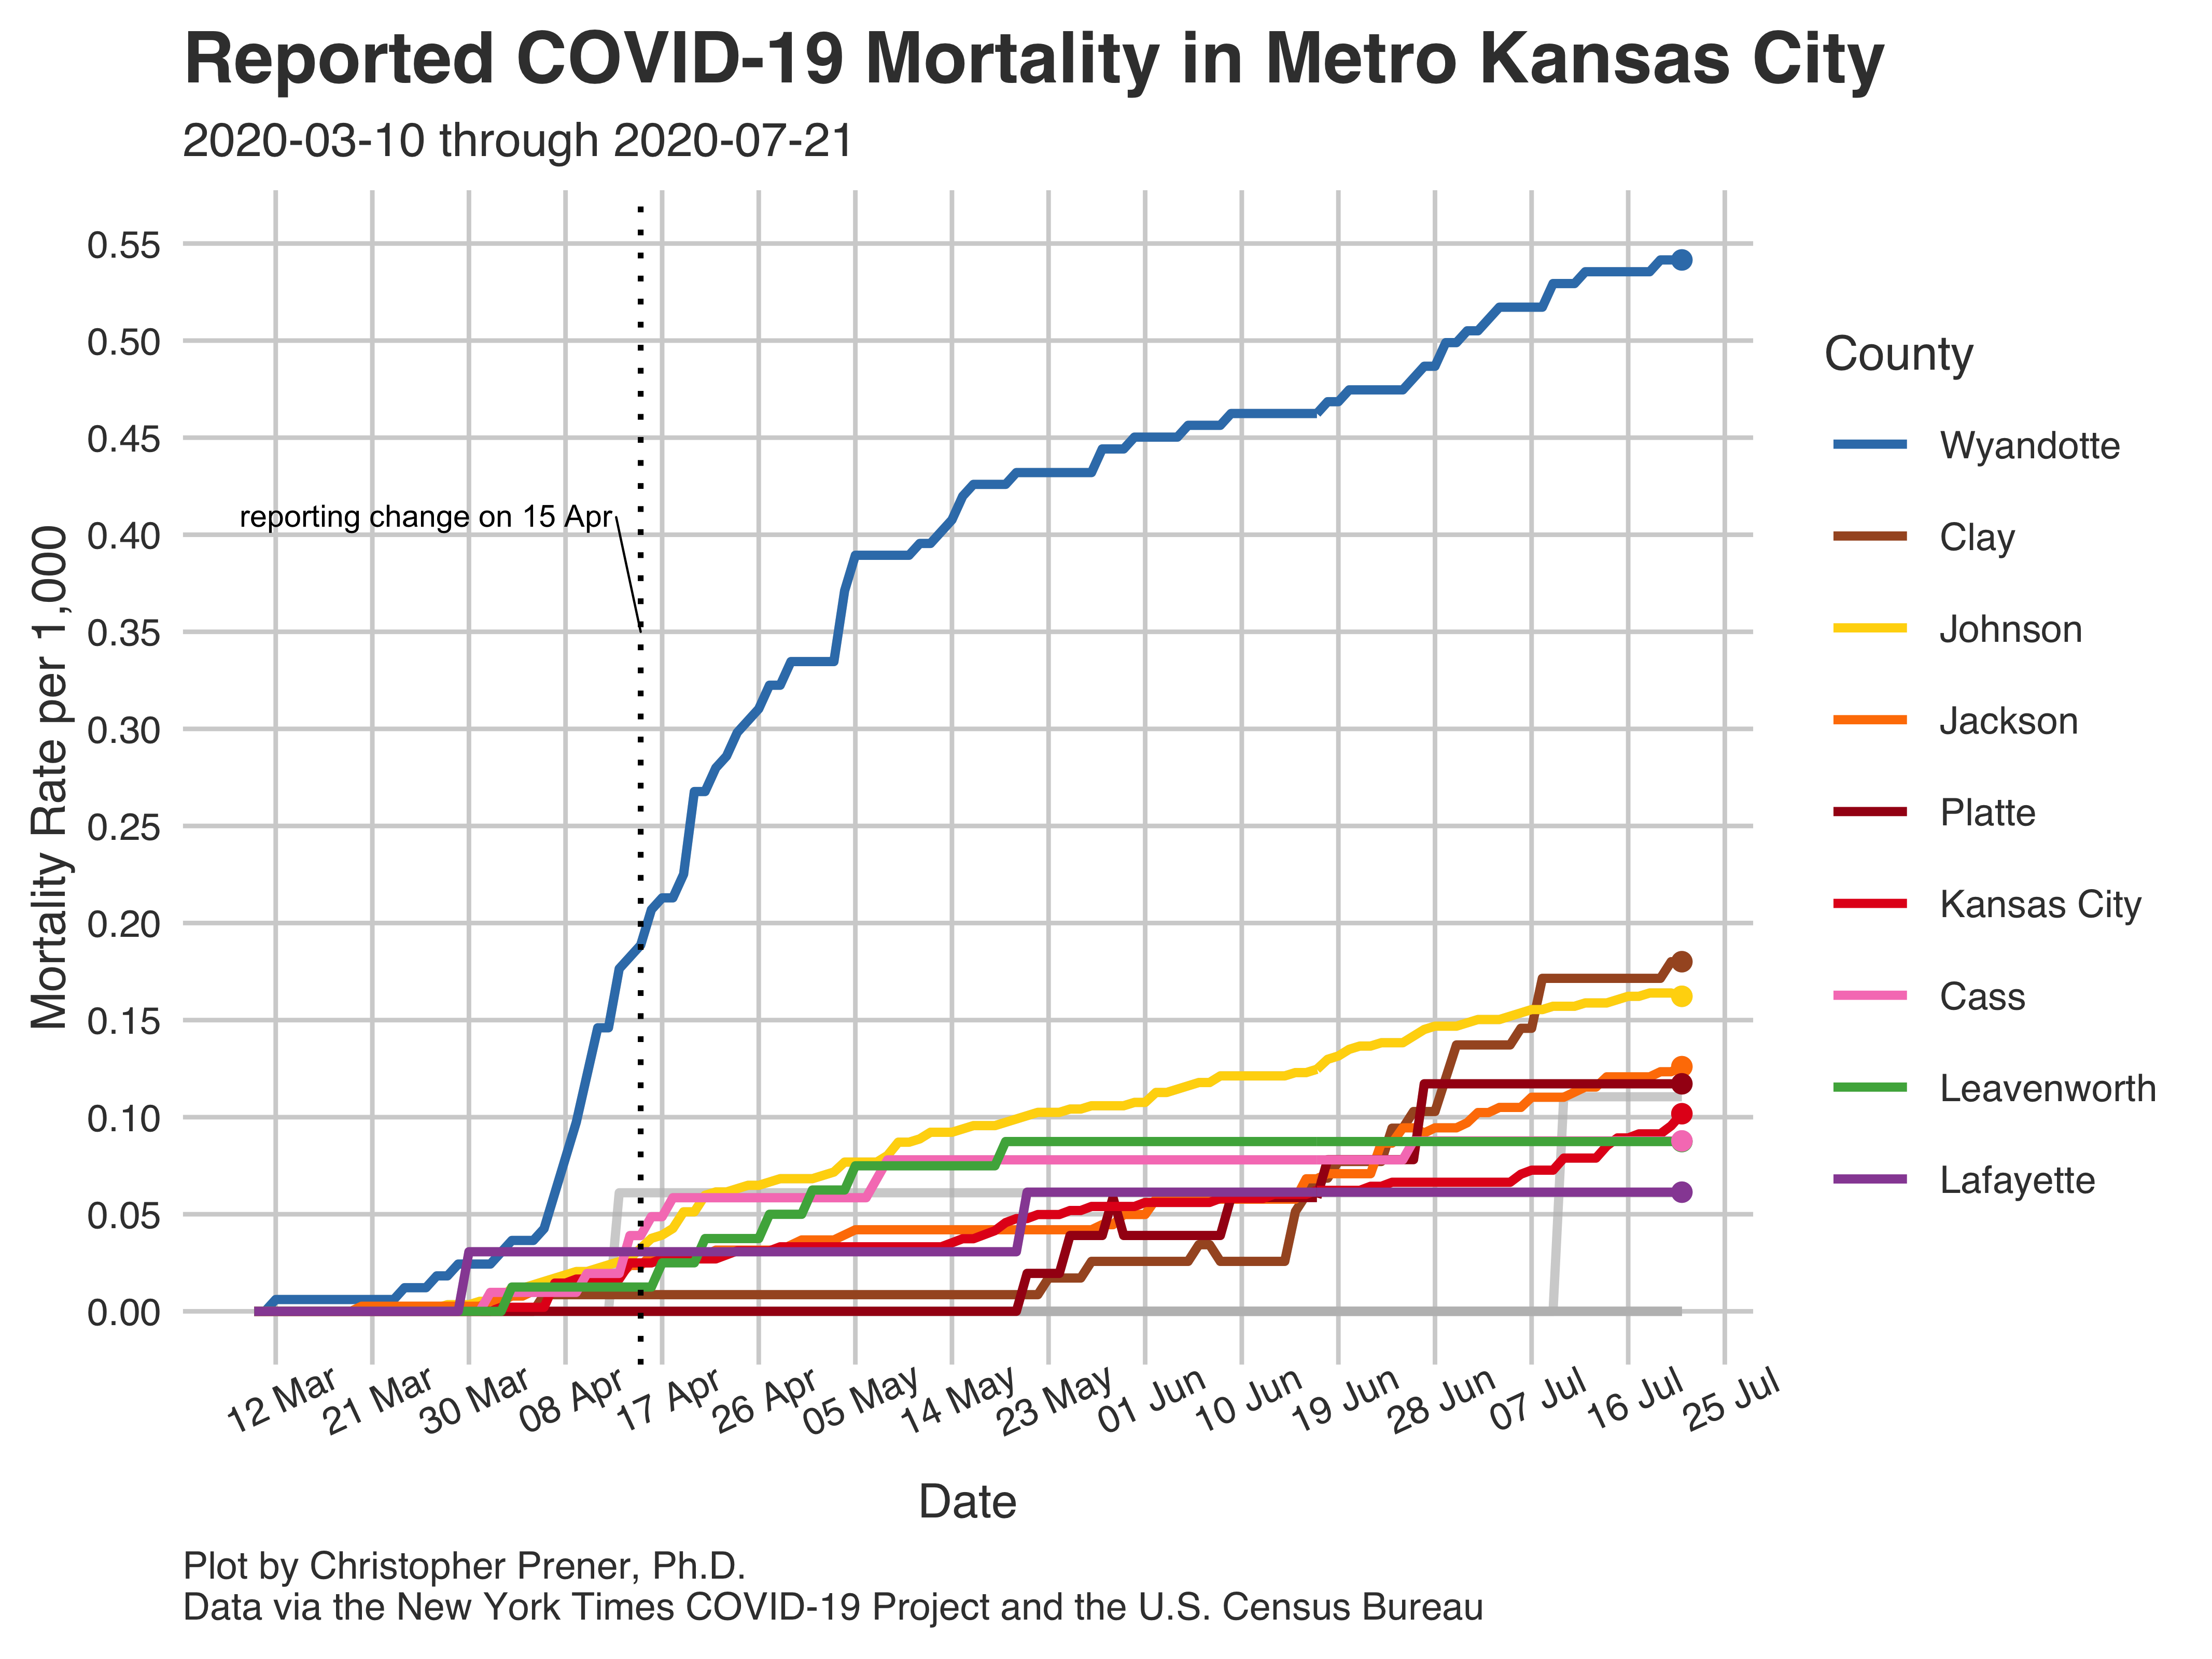 Reported COVID-19 Mortality in Metro Kansas City
2020-03-10 through 2020-07-21
Mortality Rate per 1,000
0.55
0.50
0.45
0.40
0.35
0.30
0.25
0.20
0.15
0.10
0.05
0.00
reporting change on 15 Apr
12 Mar
21 Mar
30 Mar
08 Apr
17 Apr
26 Apr
05 May
14 May
23 May
01 Jun
10 Jun
19 Jun
28 Jun
07 Jul
16 Jul
25 Jul
Date
County
Wyandotte
Clay
Johnson
Jackson
Platte
Kansas City
Cass
Leavenworth
Lafayette
Plot by Christopher Prener, Ph.D.
Data via the New York Times COVID-19 Project and the U.S. Census Bureau